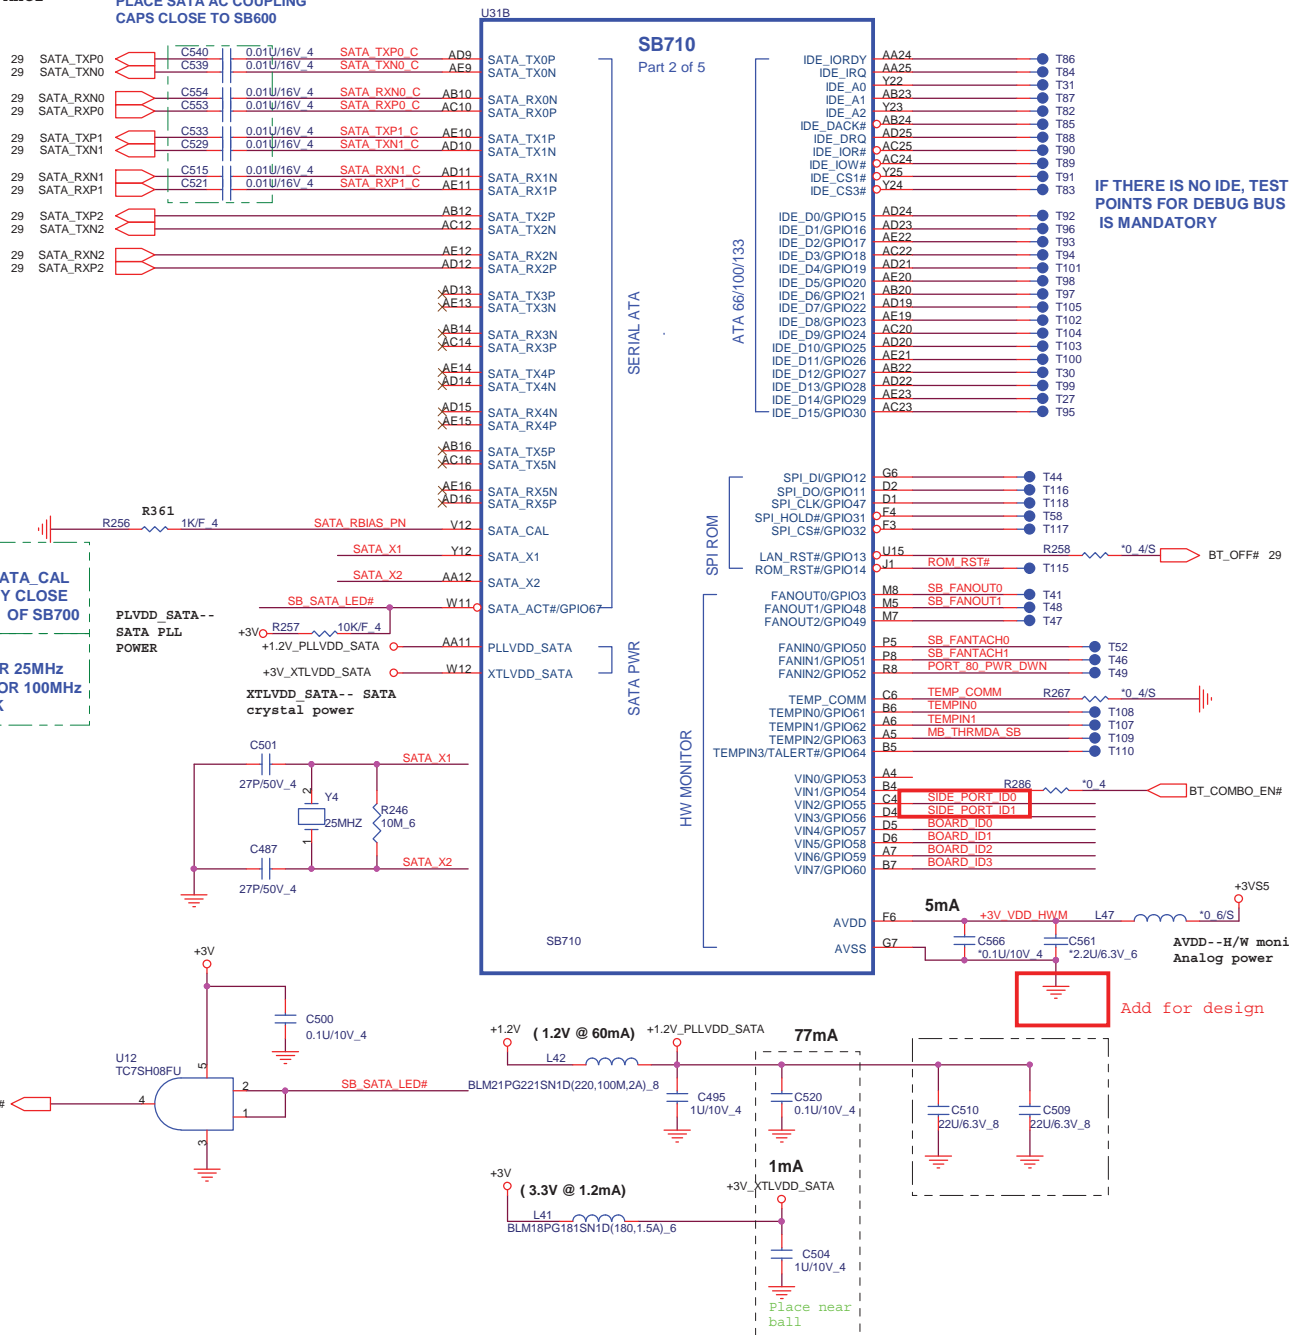 PLACE SATA AC COUPLING
CAPS CLOSE TO SB600
U31B
SB710
Part 2 of 5
29 SATA_TXP0 C540 0.01U/16V_4 SATA_TXP0_C AD9 SATA_TX0P
29 SATA_TXN0 C539 0.01U/16V_4 SATA_TXN0_C AE9 SATA_TX0N
29 SATA_RXN0 C554 0.01U/16V_4 SATA_RXN0_C AB10 SATA_RX0N
29 SATA_RXP0 C553 0.01U/16V_4 SATA_RXP0_C AC10 SATA_RX0P
29 SATA_TXP1 C533 0.01U/16V_4 SATA_TXP1_C AE10 SATA_TX1P
29 SATA_TXN1 C529 0.01U/16V_4 SATA_TXN1_C AD10 SATA_TX1N
29 SATA_RXN1 C515 0.01U/16V_4 SATA_RXN1_C AD11 SATA_RX1N
29 SATA_RXP1 C521 0.01U/16V_4 SATA_RXP1_C AE11 SATA_RX1P
29 SATA_TXP2 AB12 SATA_TX2P
29 SATA_TXN2 AC12 SATA_TX2N
29 SATA_RXN2 AE12 SATA_RX2N
29 SATA_RXP2 AD12 SATA_RX2P
AD13 SATA_TX3P
AE13 SATA_TX3N
AB14 SATA_RX3N
AC14 SATA_RX3P
AE14 SATA_TX4P
AD14 SATA_TX4N
AD15 SATA_RX4N
AE15 SATA_RX4P
AB16 SATA_TX5P
AC16 SATA_TX5N
AE16 SATA_RX5N
AD16 SATA_RX5P
R361
R256 1K/F_4 SATA_RBIAS_PN V12 SATA_CAL
SATA_X1 Y12 SATA_X1
SATA_X2 AA12 SATA_X2
SB_SATA_LED# W11 SATA_ACT#/GPIO67
+3V R257 10K/F_4
+1.2V_PLLVDD_SATA AA11 PLLVDD_SATA
+3V_XTLVDD_SATA W12 XTLVDD_SATA
SERIAL ATA
SATA PWR
ATA_CAL
Y CLOSE
OF SB700
R 25MHz
OR 100MHz
K
PLVDD_SATA--
SATA PLL
POWER
XTLVDD_SATA-- SATA
crystal power
IDE_IORDY AA24 T86
IDE_IRQ AA25 T84
IDE_A0 Y22 T31
IDE_A1 AB23 T87
IDE_A2 Y23 T82
IDE_DACK# AB24 T85
IDE_DRQ AD25 T88
IDE_IOR# AC25 T90
IDE_IOW# AC24 T89
IDE_CS1# Y25 T91
IDE_CS3# Y24 T83
IDE_D0/GPIO15 AD24 T92
IDE_D1/GPIO16 AD23 T96
IDE_D2/GPIO17 AE22 T93
IDE_D3/GPIO18 AC22 T94
IDE_D4/GPIO19 AD21 T101
IDE_D5/GPIO20 AE20 T98
IDE_D6/GPIO21 AB20 T97
IDE_D7/GPIO22 AD19 T105
IDE_D8/GPIO23 AE19 T102
IDE_D9/GPIO24 AC20 T104
IDE_D10/GPIO25 AD20 T103
IDE_D11/GPIO26 AE21 T100
IDE_D12/GPIO27 AB22 T30
IDE_D13/GPIO28 AD22 T99
IDE_D14/GPIO29 AE23 T27
IDE_D15/GPIO30 AC23 T95
ATA 66/100/133
IF THERE IS NO IDE, TEST
POINTS FOR DEBUG BUS
IS MANDATORY
SPI_DI/GPIO12 G6 T44
SPI_DO/GPIO11 D2 T116
SPI_CLK/GPIO47 D1 T118
SPI_HOLD#/GPIO31 F4 T58
SPI_CS#/GPIO32 F3 T117
LAN_RST#/GPIO13 U15 R258 *0_4/S BT_OFF# 29
ROM_RST#/GPIO14 J1 ROM_RST# T115
SPI ROM
FANOUT0/GPIO3 M8 SB_FANOUT0 T41
FANOUT1/GPIO48 M5 SB_FANOUT1 T48
FANOUT2/GPIO49 M7 T47
FANIN0/GPIO50 P5 SB_FANTACH0 T52
FANIN1/GPIO51 P8 SB_FANTACH1 T46
FANIN2/GPIO52 R8 PORT_80_PWR_DWN T49
TEMP_COMM C6 TEMP_COMM R267 *0_4/S
TEMPIN0/GPIO61 B6 TEMPIN0 T108
TEMPIN1/GPIO62 A6 TEMPIN1 T107
TEMPIN2/GPIO63 A5 MB_THRMDA_SB T109
TEMPIN3/TALERT#/GPIO64 B5 T110
VIN0/GPIO53 A4
VIN1/GPIO54 B4 R286 *0_4 BT_COMBO_EN#
VIN2/GPIO55 C4 SIDE_PORT_ID0
VIN3/GPIO56 D4 SIDE_PORT_ID1
VIN4/GPIO57 D5 BOARD_ID0
VIN5/GPIO58 D6 BOARD_ID1
VIN6/GPIO59 A7 BOARD_ID2
VIN7/GPIO60 B7 BOARD_ID3
HW MONITOR
+3VS5
5mA
AVDD F6 +3V_VDD_HWM L47 *0_6/S
AVSS G7
C566
*0.1U/10V_4
C561
*2.2U/6.3V_6
AVDD--H/W moni
Analog power
Add for design
SB710
C501
27P/50V_4
SATA_X1
2
Y4
25MHZ
1
R246
10M_6
C487
27P/50V_4
SATA_X2
+3V
C500
0.1U/10V_4
U12
TC7SH08FU
5
# 4 2 SB_SATA_LED#
1
3
+1.2V ( 1.2V @ 60mA) +1.2V_PLLVDD_SATA 77mA
L42
BLM21PG221SN1D(220,100M,2A)_8
C495
1U/10V_4
C520
0.1U/10V_4
C510
22U/6.3V_8
C509
22U/6.3V_8
+3V ( 3.3V @ 1.2mA) 1mA
+3V_XTLVDD_SATA
L41
BLM18PG181SN1D(180,1.5A)_6
C504
1U/10V_4
Place near
ball